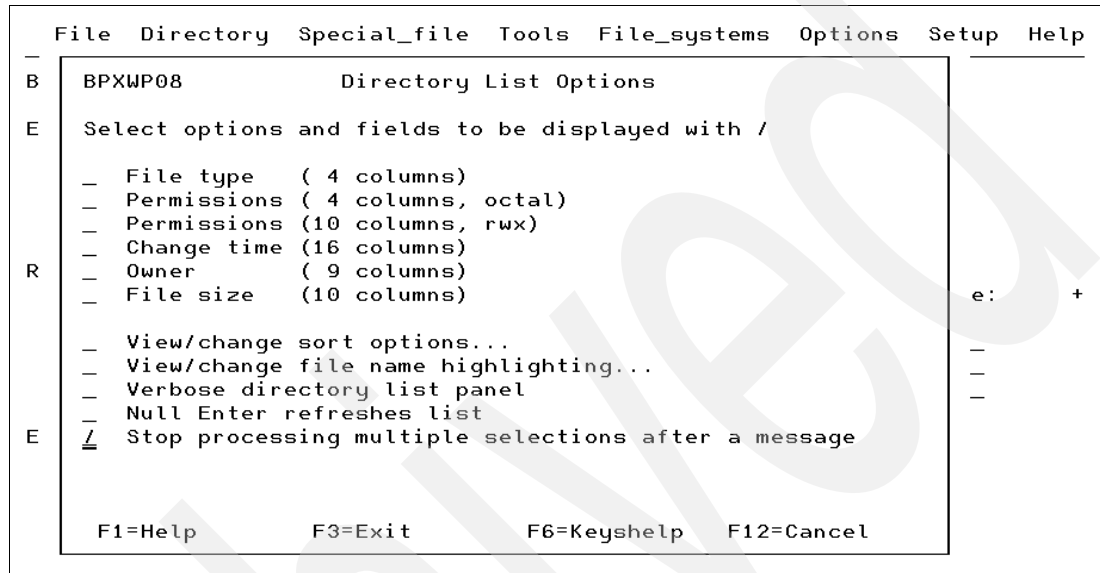 File  Directory  Special_file  Tools  File_systems  Options  Setup  Help
B  BPXWP08  Directory List Options
E  Select options and fields to be displayed with /
_  File type  ( 4 columns)
_  Permissions  ( 4 columns, octal)
_  Permissions  (10 columns, rwx)
_  Change time  (16 columns)
R  _  Owner  ( 9 columns)
_  File size  (10 columns)  e:  +
_  View/change sort options...  _
_  View/change file name highlighting...  _
_  Verbose directory list panel  _
_  Null Enter refreshes list
E  /  Stop processing multiple selections after a message
F1=Help  F3=Exit  F6=Keyshelp  F12=Cancel